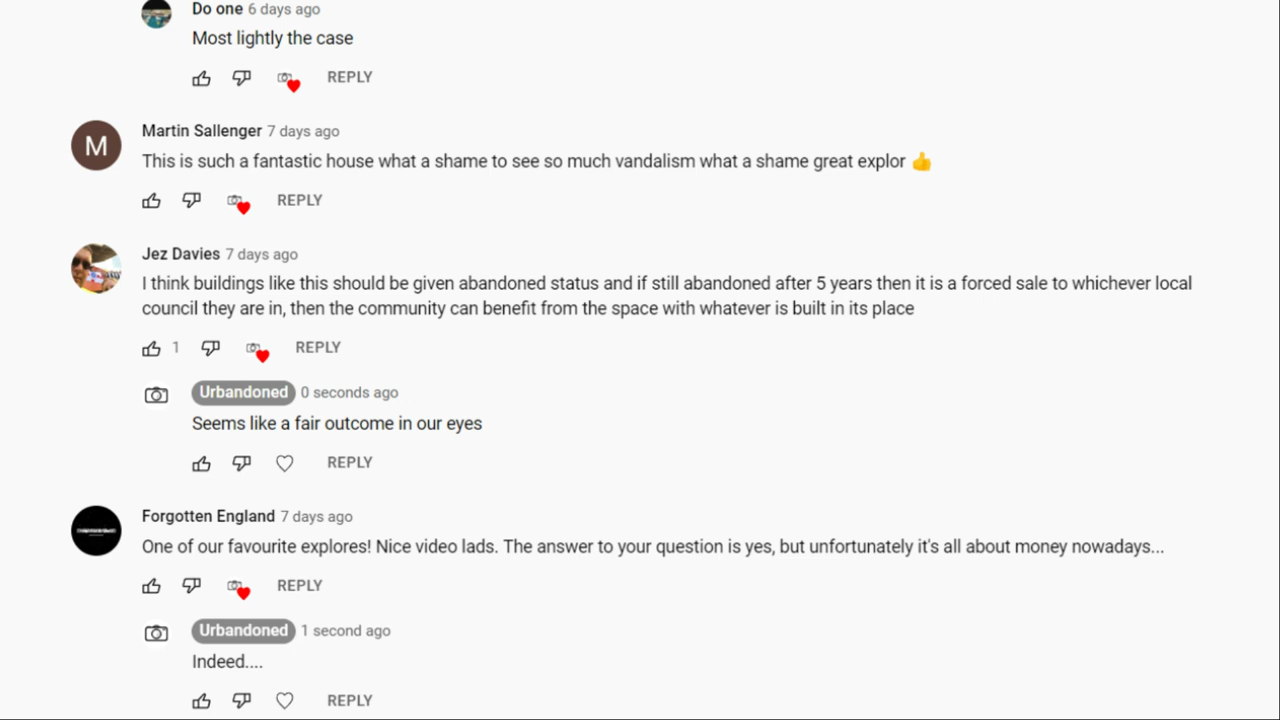 Do one 6 days ago
Most lightly the case
REPLY
M
Martin Sallenger 7 days ago
This is such a fantastic house what a shame to see so much vandalism what a shame great explor 👍
REPLY
Jez Davies 7 days ago
I think buildings like this should be given abandoned status and if still abandoned after 5 years then it is a forced sale to whichever local
council they are in, then the community can benefit from the space with whatever is built in its place
1 REPLY
Urbandoned 0 seconds ago
Seems like a fair outcome in our eyes
REPLY
Forgotten England 7 days ago
One of our favourite explores! Nice video lads. The answer to your question is yes, but unfortunately it's all about money nowadays...
REPLY
Urbandoned 1 second ago
Indeed....
REPLY